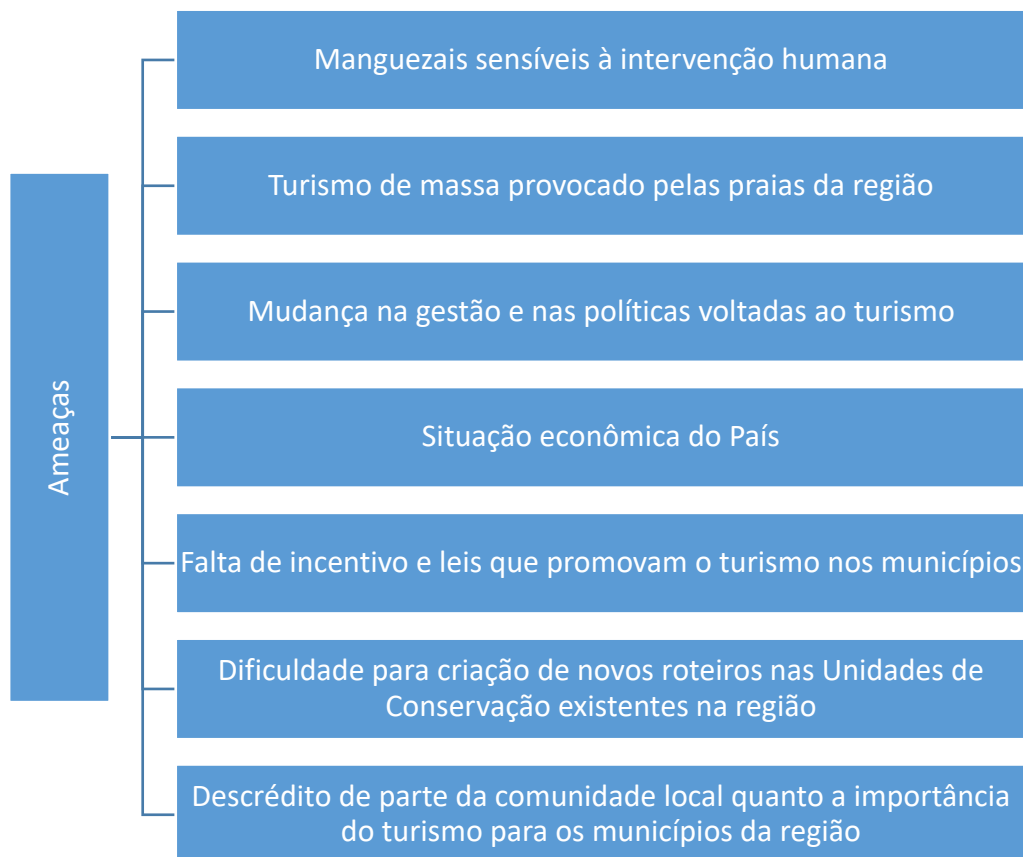 Ameaças
Manguezais sensíveis à intervenção humana
Turismo de massa provocado pelas praias da região
Mudança na gestão e nas políticas voltadas ao turismo
Situação econômica do País
Falta de incentivo e leis que promovam o turismo nos municípios
Dificuldade para criação de novos roteiros nas Unidades de
Conservação existentes na região
Descrédito de parte da comunidade local quanto a importância
do turismo para os municípios da região